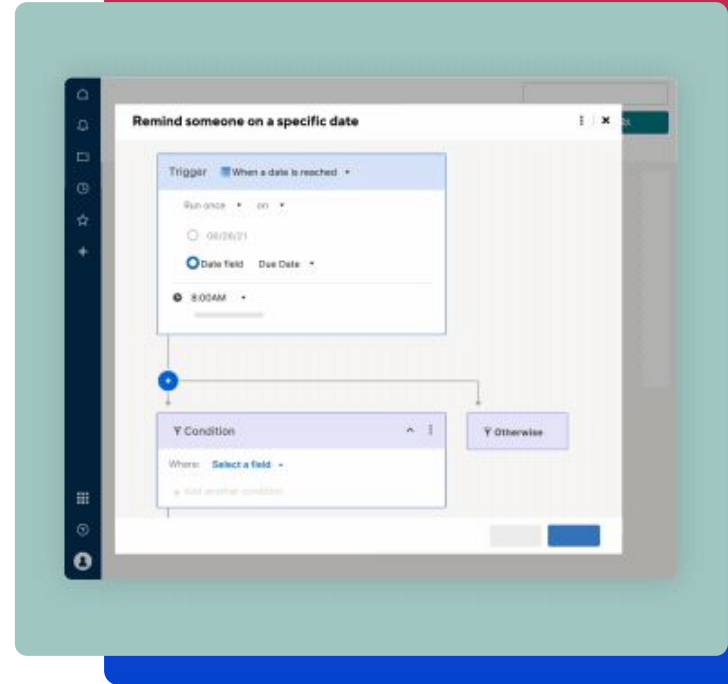 Remind someone on a specific date
Trigger When a date is reached
Run once on
06/26/21
Date field Due Date
8:00AM
Condition
Otherwise
Where: Select a field
+ Add another condition